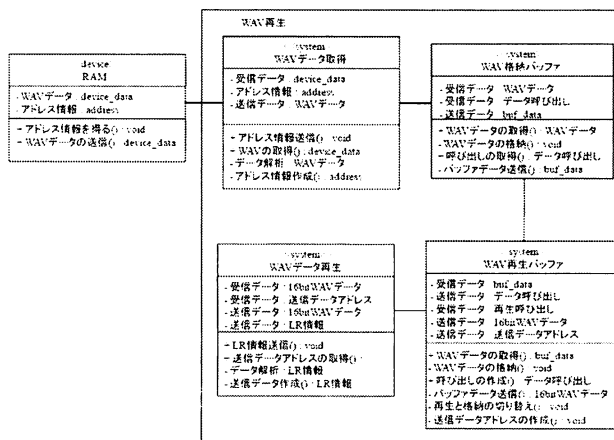 WAV再生
device
RAM
- WAVデータ : device_data
- アドレス情報 : address
+ アドレス情報を得る() : void
+ WAVデータの送信() : device_data
system
WAVデータ取得
- 受信データ : device_data
- アドレス情報 : address
- 送信データ : WAVデータ
+ アドレス情報送信() : void
+ WAVの取得() : device_data
- データ解析 : WAVデータ
- アドレス情報作成() : address
system
WAV格納バッファ
- 受信データ : WAVデータ
- 受信データ : データ呼び出し
- 送信データ : buf_data
+ WAVデータの取得() : WAVデータ
- WAVデータの格納() : void
+ 呼び出しの取得() : データ呼び出し
- バッファデータ送信() : buf_data
system
WAVデータ再生
- 受信データ : 16bitWAVデータ
- 受信データ : 送信データアドレス
- 送信データ : 16bitWAVデータ
- 送信データ : LR情報
+ LR情報送信() : void
+ 送信データアドレスの取得() :
- データ解析 : LR情報
- 送信データ作成() : LR情報
system
WAV再生バッファ
- 受信データ : buf_data
- 送信データ : データ呼び出し
- 受信データ : 再生呼び出し
- 送信データ : 16bitWAVデータ
- 送信データ : 送信データアドレス
+ WAVデータの取得() : buf_data
- WAVデータの格納() : void
+ 呼び出しの作成() : データ呼び出し
- バッファデータ送信() : 16bitWAVデータ
- 再生と格納の切り替え() : void
- 送信データアドレスの作成() : void